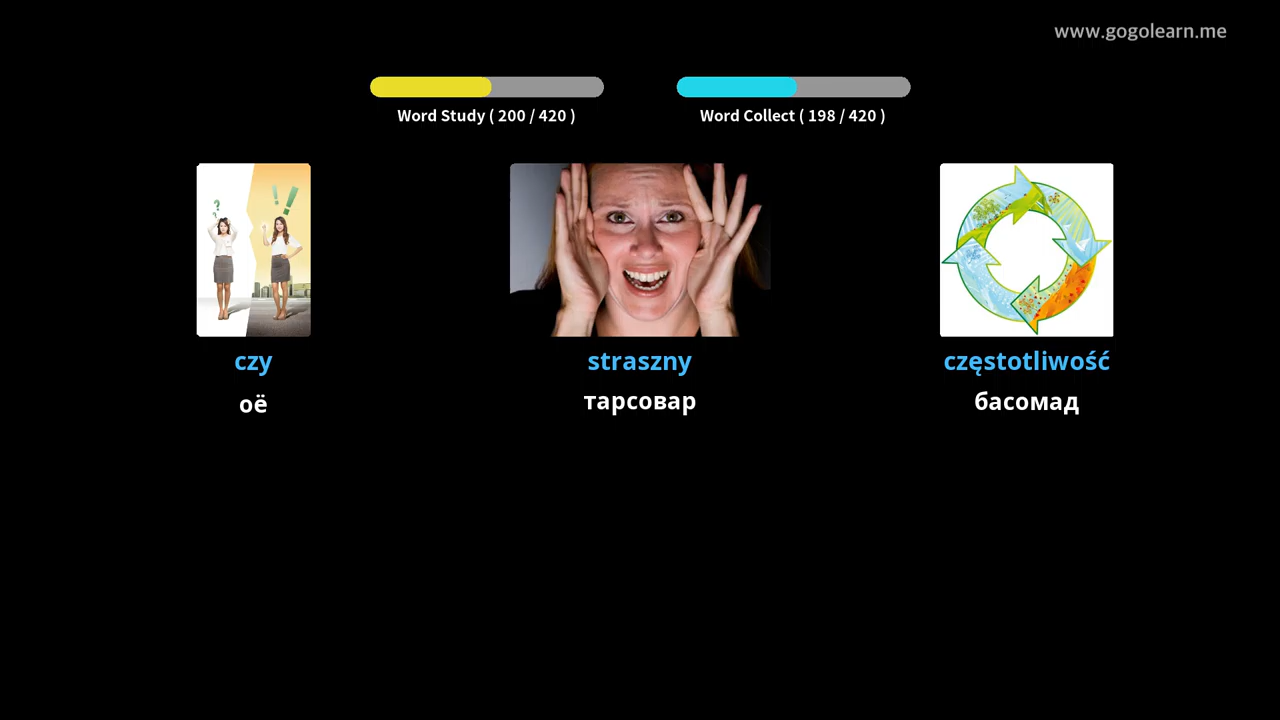 www.gogolearn.me
Word Study ( 200 / 420 )
Word Collect ( 198 / 420 )
czy
straszny
częstotliwość
оё
тарсовар
басомад